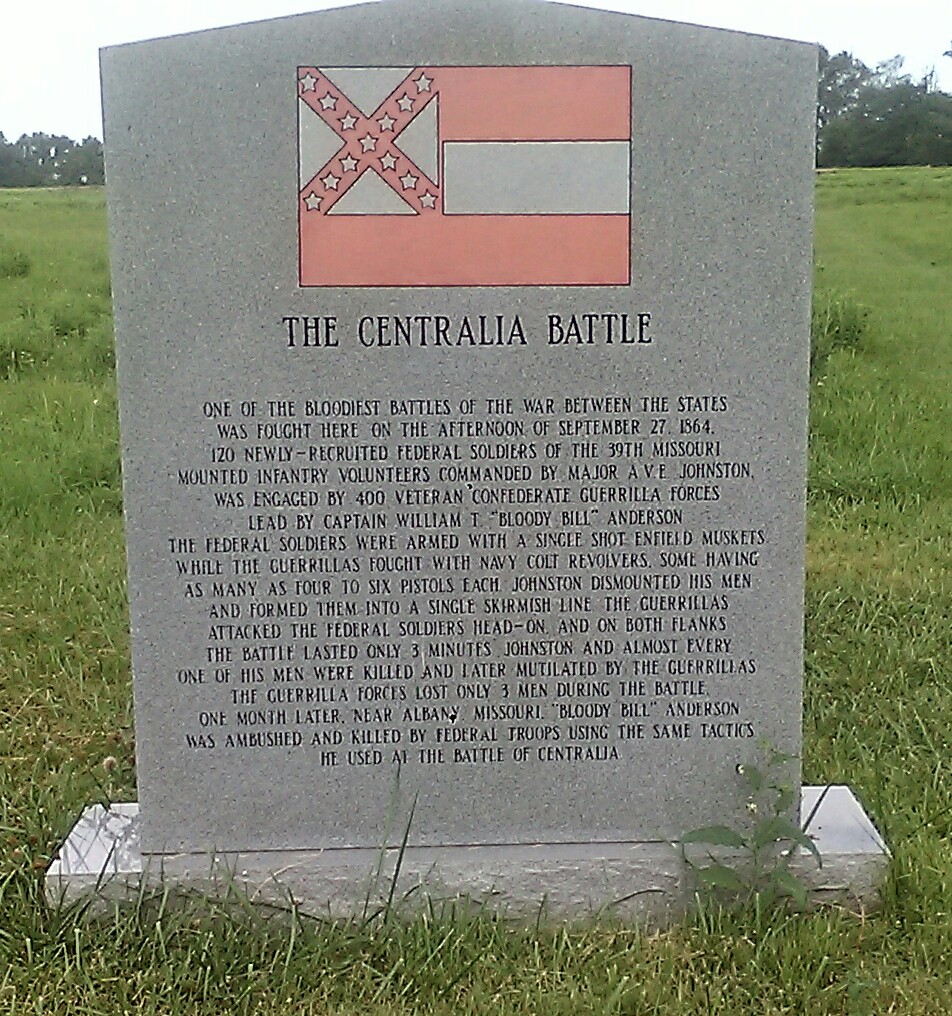 THE CENTRALIA BATTLE
ONE OF THE BLOODIEST BATTLES OF THE WAR BETWEEN THE STATES
WAS FOUGHT HERE ON THE AFTERNOON OF SEPTEMBER 27, 1864.
120 NEWLY-RECRUITED FEDERAL SOLDIERS OF THE 39TH MISSOURI
MOUNTED INFANTRY VOLUNTEERS COMMANDED BY MAJOR A.V.E. JOHNSTON,
WAS ENGAGED BY 400 VETERAN CONFEDERATE GUERRILLA FORCES
LEAD BY CAPTAIN WILLIAM T. "BLOODY BILL" ANDERSON
THE FEDERAL SOLDIERS WERE ARMED WITH A SINGLE SHOT ENFIELD MUSKETS.
WHILE THE GUERRILLAS FOUGHT WITH NAVY COLT REVOLVERS, SOME HAVING
AS MANY AS FOUR TO SIX PISTOLS EACH. JOHNSTON DISMOUNTED HIS MEN
AND FORMED THEM INTO A SINGLE SKIRMISH LINE. THE GUERRILLAS
ATTACKED THE FEDERAL SOLDIERS HEAD-ON, AND ON BOTH FLANKS
THE BATTLE LASTED ONLY 3 MINUTES. JOHNSTON AND ALMOST EVERY
ONE OF HIS MEN WERE KILLED AND LATER MUTILATED BY THE GUERRILLAS
THE GUERRILLA FORCES LOST ONLY 3 MEN DURING THE BATTLE.
ONE MONTH LATER, NEAR ALBANY, MISSOURI, "BLOODY BILL" ANDERSON
WAS AMBUSHED AND KILLED BY FEDERAL TROOPS USING THE SAME TACTICS
HE USED AT THE BATTLE OF CENTRALIA